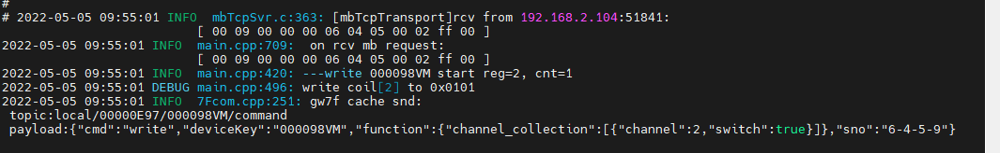 #
# 2022-05-05 09:55:01 INFO  mbTcpSvr.c:363: [mbTcpTransport]rcv from 192.168.2.104:51841:
[ 00 09 00 00 00 06 04 05 00 02 ff 00 ]
2022-05-05 09:55:01 INFO  main.cpp:709:  on rcv mb request:
[ 00 09 00 00 00 06 04 05 00 02 ff 00 ]
2022-05-05 09:55:01 INFO  main.cpp:420: ---write 000098VM start reg=2, cnt=1
2022-05-05 09:55:01 DEBUG main.cpp:496: write coil[2] to 0x0101
2022-05-05 09:55:01 INFO  7Fcom.cpp:251: gw7f cache snd:
topic:local/00000E97/000098VM/command
payload:{"cmd":"write","deviceKey":"000098VM","function":{"channel_collection":[{"channel":2,"switch":true}]},"sno":"6-4-5-9"}